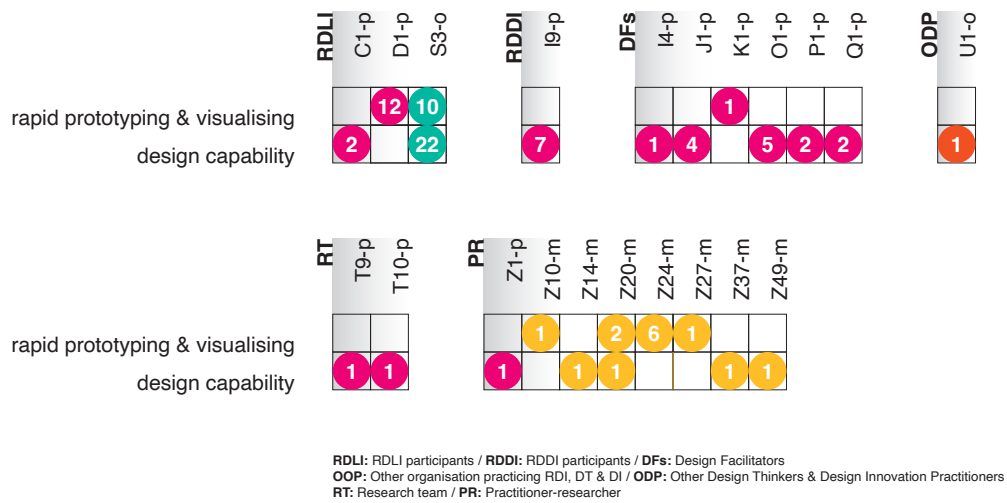 RDLI C1-p D1-p S3-o RDDI I9-p DFs I4-p J1-p K1-p O1-p P1-p Q1-p ODP U1-o
rapid prototyping & visualising 12 10 1
design capability 2 22 7 1 4 5 2 2 1
RT T9-p T10-p PR Z1-p Z10-m Z14-m Z20-m Z24-m Z27-m Z37-m Z49-m
rapid prototyping & visualising 1 2 6 1
design capability 1 1 1 1 1 1 1
RDLI: RDLI participants / RDDI: RDDI participants / DFs: Design Facilitators
OOP: Other organisation practicing RDI, DT & DI / ODP: Other Design Thinkers & Design Innovation Practitioners
RT: Research team / PR: Practitioner-researcher